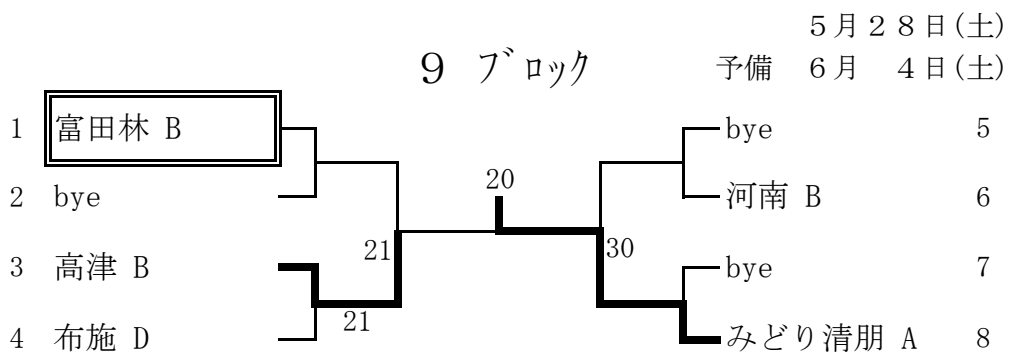 ５月２８日(土)
９ ブロック
予備 ６月 ４日(土)
1 富田林 B
bye 5
20
2 bye
河南 B 6
21
30
3 高津 B
bye 7
21
4 布施 D
みどり清朋 A 8